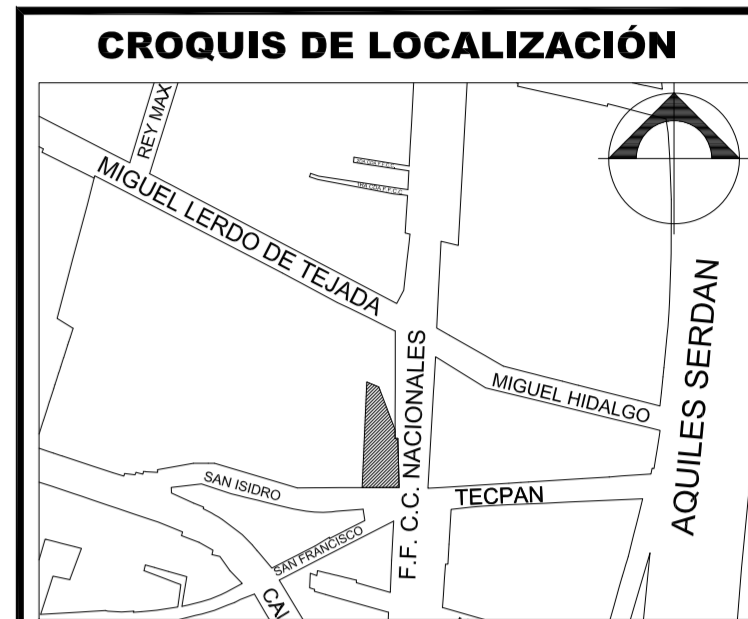 CROQUIS DE LOCALIZACIÓN
REY MAX
MIGUEL LERDO DE TEJADA
F.F. C.C. NACIONALES
MIGUEL HIDALGO
AQUILES SERDAN
SAN ISIDRO
TECPAN
SAN FRANCISCO